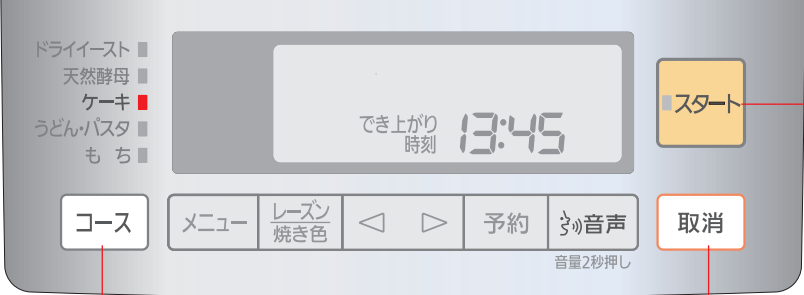 ドライイースト
天然酵母
ケーキ
うどん・パスタ
もち
でき上がり
時刻
13:45
スタート
コース
メニュー
レーズン
焼き色
予約
音声
取消
音量2秒押し